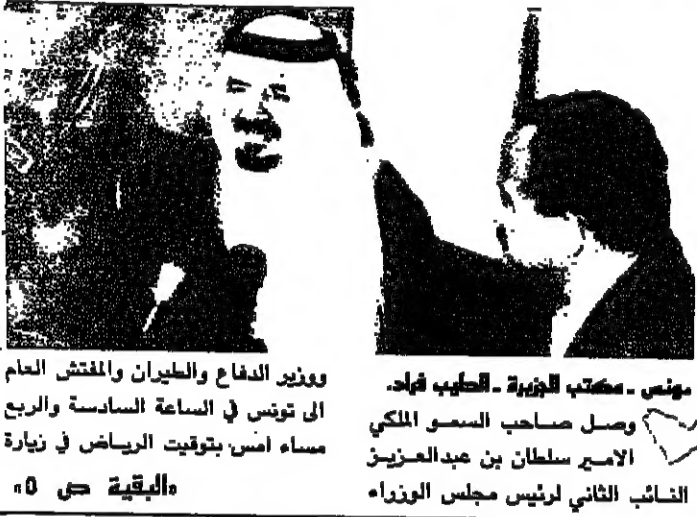 تونس - مكتب الجزيرة - الطيب فراد.
وصل صاحب السمو الملكي
الامير سلطان بن عبدالعزيز
النائب الثاني لرئيس مجلس الوزراء
ووزير الدفاع والطيران والمفتش العام
الى تونس في الساعة السادسة والربع
مساء امس بتوقيت الرياض في زيارة
«البقية ص ٥»